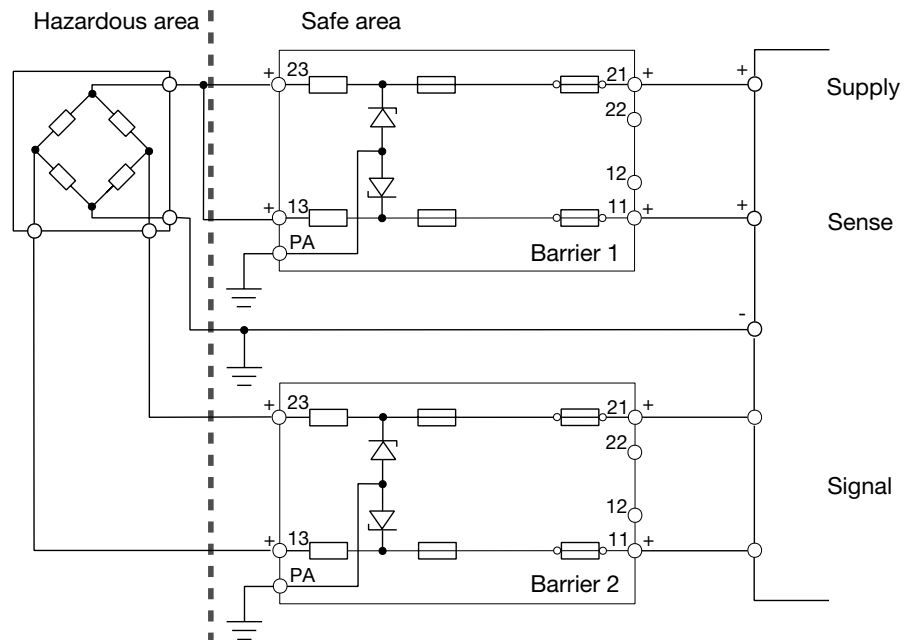 Hazardous area
Safe area
+ 23
21 +
+
Supply
22
12
+ 13
11 +
+
Sense
PA
Barrier 1
-
+ 23
21 +
22
Signal
12
+ 13
11 +
PA
Barrier 2